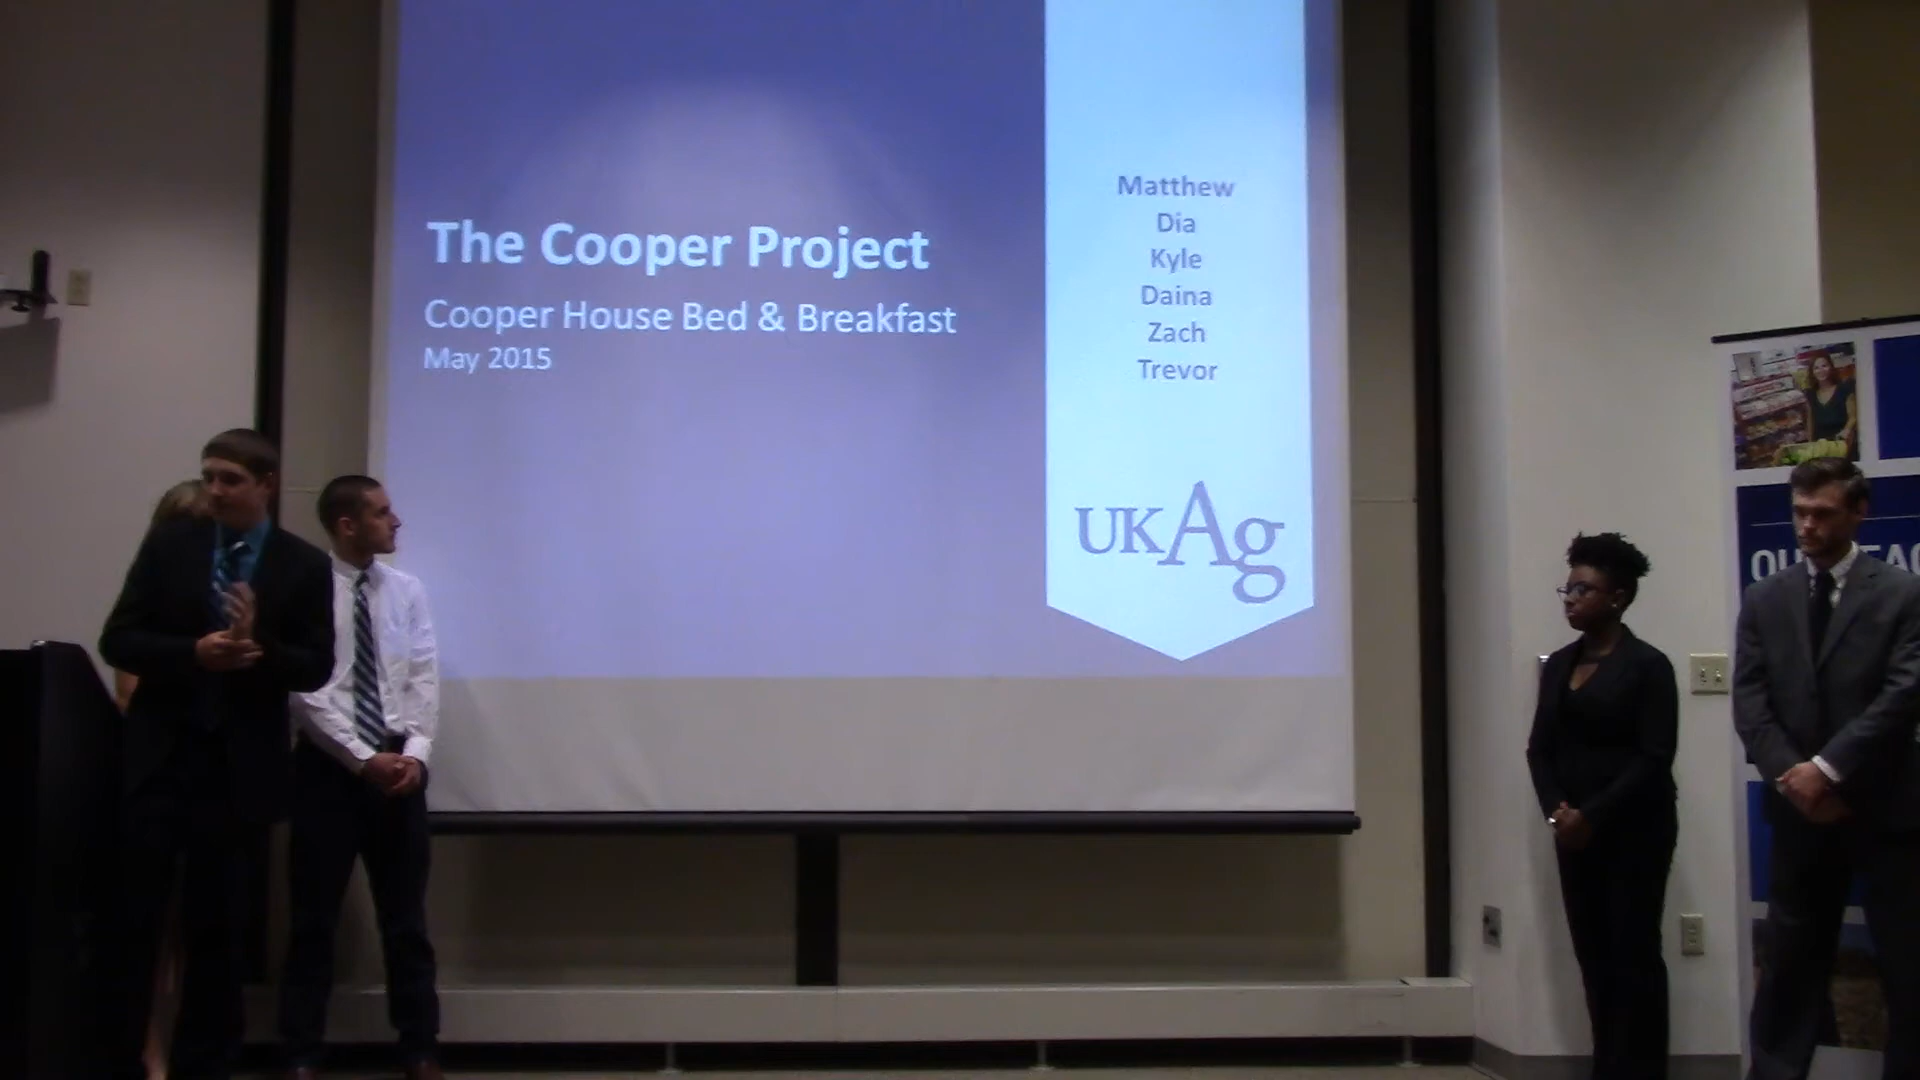 The Cooper Project
Cooper House Bed & Breakfast
May 2015
Matthew
Dia
Kyle
Daina
Zach
Trevor
UKAg